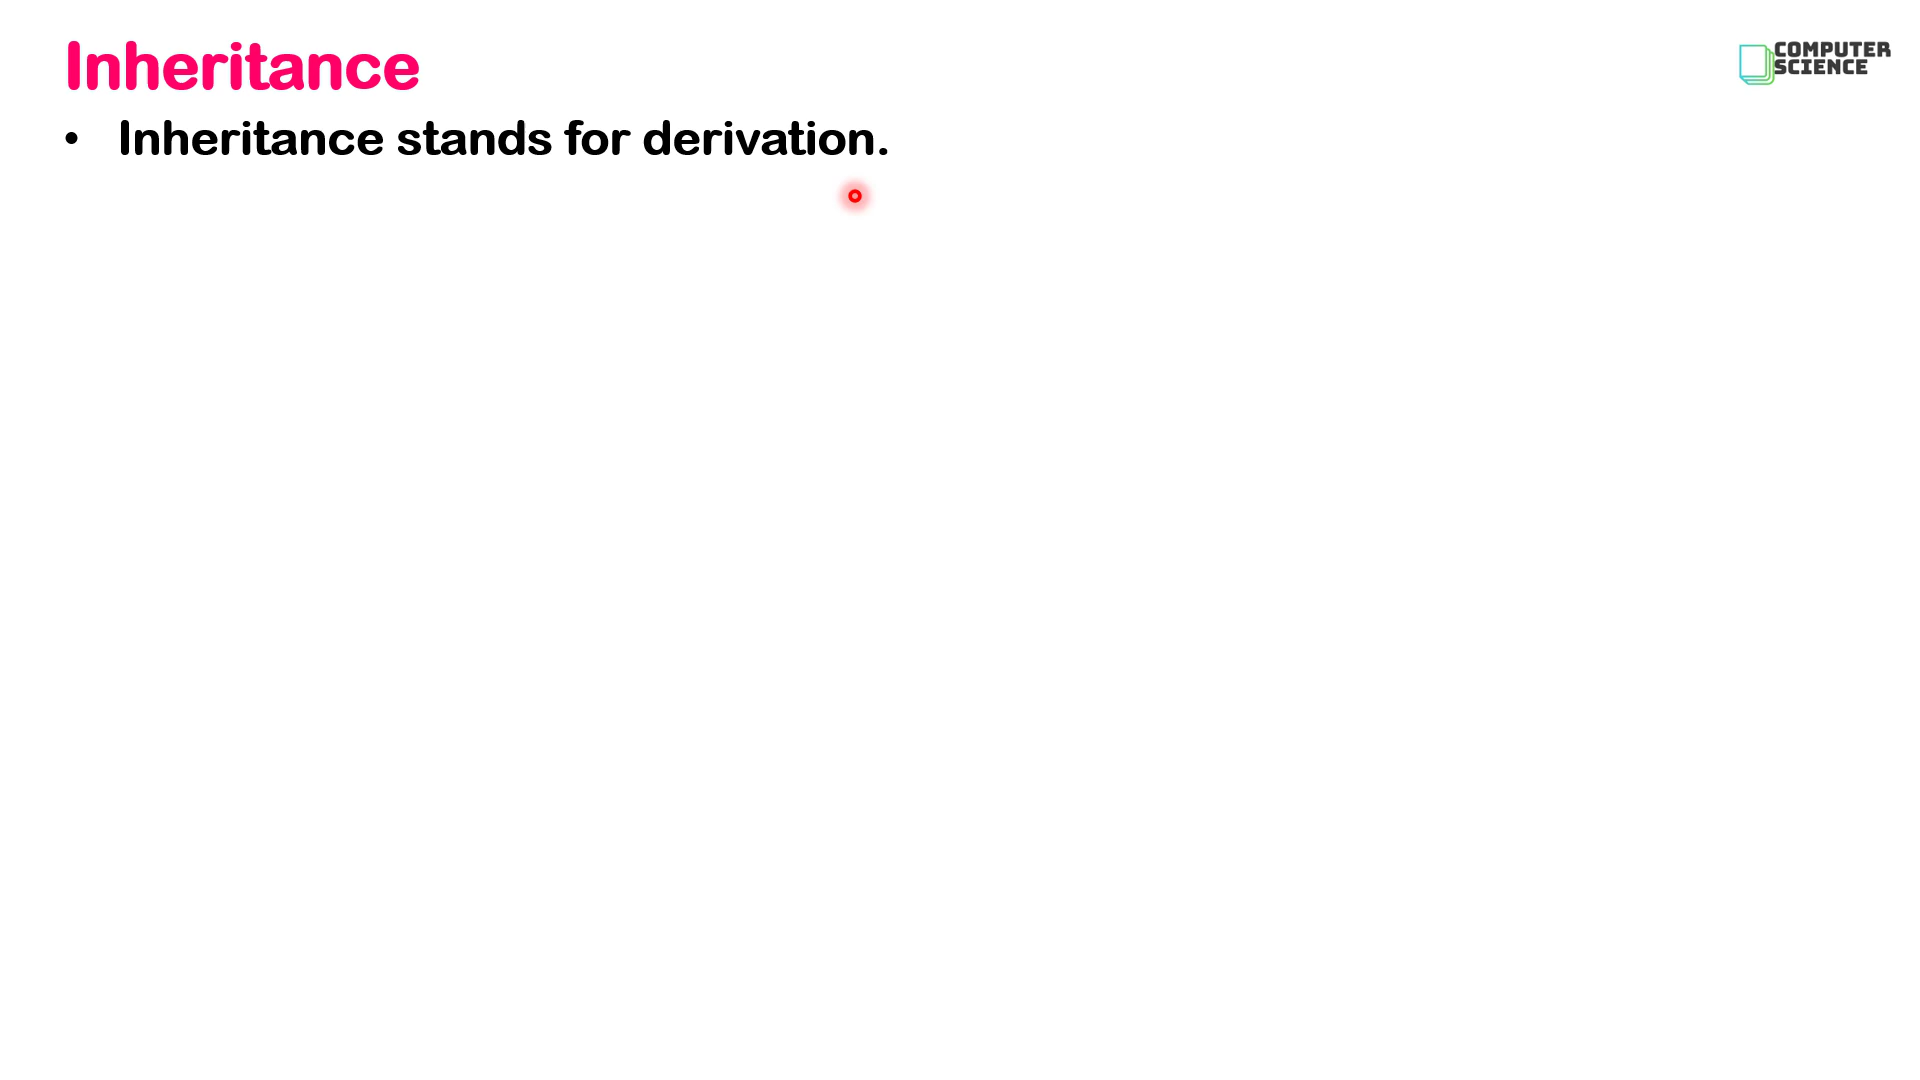 Inheritance
COMPUTER
SCIENCE
• Inheritance stands for derivation.